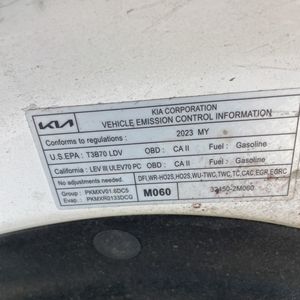 KIA CORPORATION
KIA VEHICLE EMISSION CONTROL INFORMATION
Conforms to regulations : 2023 MY
U.S.EPA : T3B70 LDV OBD : CA II Fuel : Gasoline
California : LEV III ULEV70 PC OBD : CA II Fuel : Gasoline
No adjustments needed. DFI,WR-HO2S,HO2S,WU-TWC,TWC,TC,CAC,EGR,EGRC
Group : PKMXV01.6DC5 M060 32450-2M060
Evap. : PKMXR0133DCG